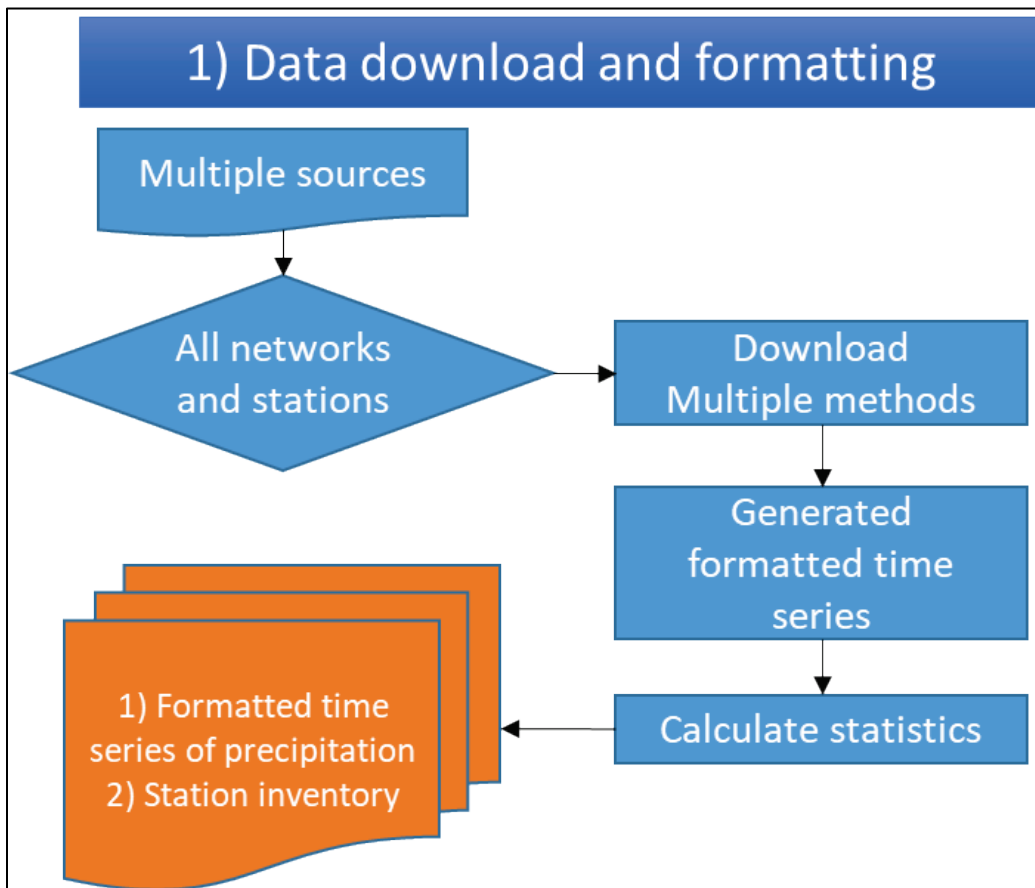 1) Data download and formatting
Multiple sources
All networks
and stations
Download
Multiple methods
Generated
formatted time
series
Calculate statistics
1) Formatted time
series of precipitation
2) Station inventory